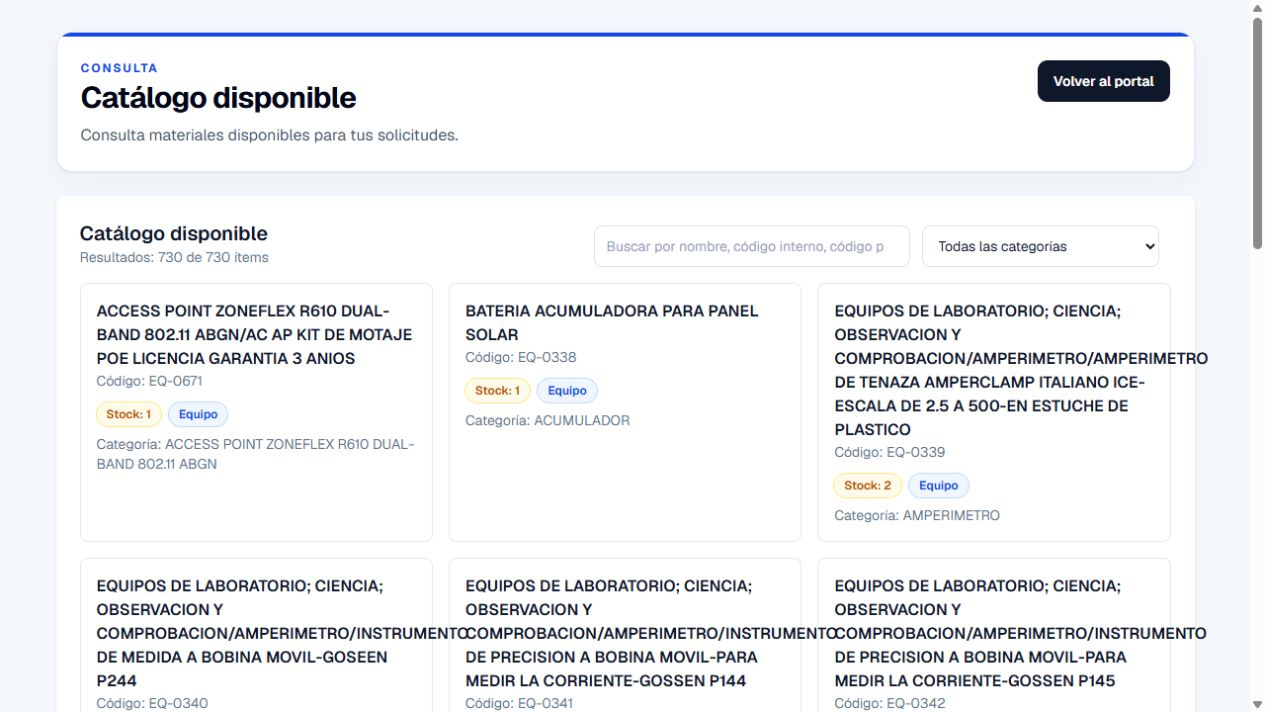 CONSULTA
Catálogo disponible
Consulta materiales disponibles para tus solicitudes.
Volver al portal
Catálogo disponible
Resultados: 730 de 730 ítems
Buscar por nombre, código interno, código p
Todas las categorías
ACCESS POINT ZONEFLEX R610 DUAL-
BAND 802.11 ABGN/AC AP KIT DE MOTAJE
POE LICENCIA GARANTIA 3 ANIOS
Código: EQ-0671
Stock: 1
Equipo
Categoría: ACCESS POINT ZONEFLEX R610 DUAL-
BAND 802.11 ABGN
BATERIA ACUMULADORA PARA PANEL
SOLAR
Código: EQ-0338
Stock: 1
Equipo
Categoría: ACUMULADOR
EQUIPOS DE LABORATORIO; CIENCIA;
OBSERVACION Y
COMPROBACION/AMPERIMETRO/AMPERIMETRO
DE TENAZA AMPERCLAMP ITALIANO ICE-
ESCALA DE 2.5 A 500-EN ESTUCHE DE
PLASTICO
Código: EQ-0339
Stock: 2
Equipo
Categoría: AMPERIMETRO
EQUIPOS DE LABORATORIO; CIENCIA;
OBSERVACION Y
COMPROBACION/AMPERIMETRO/INSTRUMENTO
DE MEDIDA A BOBINA MOVIL-GOSEEN
P244
Código: EQ-0340
EQUIPOS DE LABORATORIO; CIENCIA;
OBSERVACION Y
COMPROBACION/AMPERIMETRO/INSTRUMENTO
DE PRECISION A BOBINA MOVIL-PARA
MEDIR LA CORRIENTE-GOSSEN P144
Código: EQ-0341
EQUIPOS DE LABORATORIO; CIENCIA;
OBSERVACION Y
COMPROBACION/AMPERIMETRO/INSTRUMENTO
DE PRECISION A BOBINA MOVIL-PARA
MEDIR LA CORRIENTE-GOSSEN P145
Código: EQ-0342